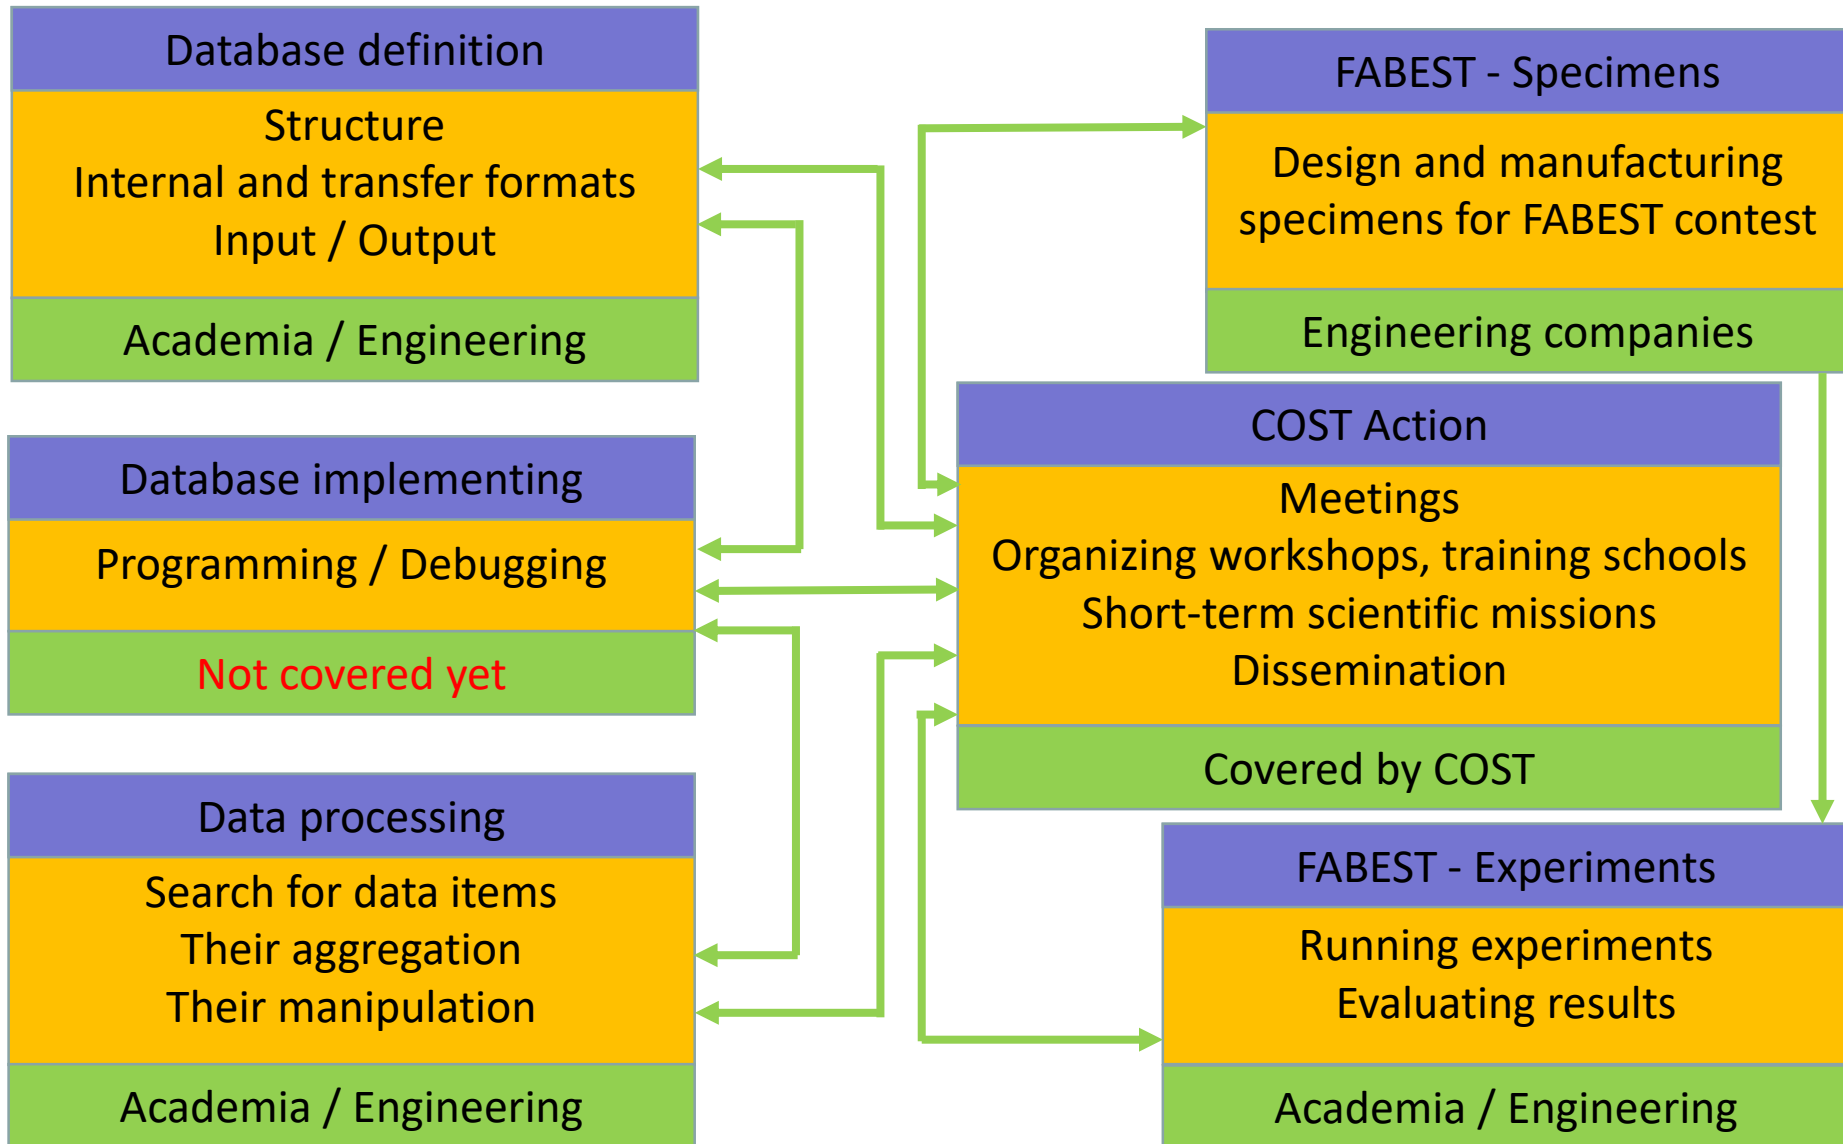 Database definition
Structure
Internal and transfer formats
Input / Output
Academia / Engineering
Database implementing
Programming / Debugging
Not covered yet
Data processing
Search for data items
Their aggregation
Their manipulation
Academia / Engineering
FABEST - Specimens
Design and manufacturing
specimens for FABEST contest
Engineering companies
COST Action
Meetings
Organizing workshops, training schools
Short-term scientific missions
Dissemination
Covered by COST
FABEST - Experiments
Running experiments
Evaluating results
Academia / Engineering